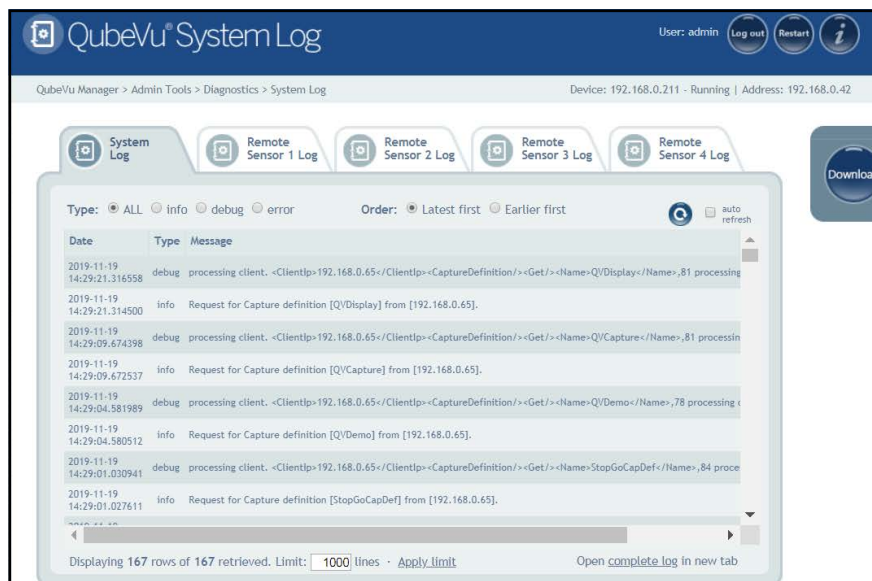 QubeVu® System Log
User: admin
Log out
Restart
i
QubeVu Manager > Admin Tools > Diagnostics > System Log
Device: 192.168.0.211 - Running | Address: 192.168.0.42
System Log
Remote Sensor 1 Log
Remote Sensor 2 Log
Remote Sensor 3 Log
Remote Sensor 4 Log
Downloa
Type: ALL info debug error
Order: Latest first Earlier first
auto refresh
Date Type Message
2019-11-19 14:29:21.316558 debug processing client. <ClientIp>192.168.0.65</ClientIp><CaptureDefinition/><Get/><Name>QVDisplay</Name>,81 processing
2019-11-19 14:29:21.314500 info Request for Capture definition [QVDisplay] from [192.168.0.65].
2019-11-19 14:29:09.674398 debug processing client. <ClientIp>192.168.0.65</ClientIp><CaptureDefinition/><Get/><Name>QVCapture</Name>,81 processin
2019-11-19 14:29:09.672537 info Request for Capture definition [QVCapture] from [192.168.0.65].
2019-11-19 14:29:04.581989 debug processing client. <ClientIp>192.168.0.65</ClientIp><CaptureDefinition/><Get/><Name>QVDemo</Name>,78 processing
2019-11-19 14:29:04.580512 info Request for Capture definition [QVDemo] from [192.168.0.65].
2019-11-19 14:29:01.030941 debug processing client. <ClientIp>192.168.0.65</ClientIp><CaptureDefinition/><Get/><Name>StopGoCapDef</Name>,84 proce
2019-11-19 14:29:01.027611 info Request for Capture definition [StopGoCapDef] from [192.168.0.65].
Displaying 167 rows of 167 retrieved. Limit: 1000 lines · Apply limit
Open complete log in new tab